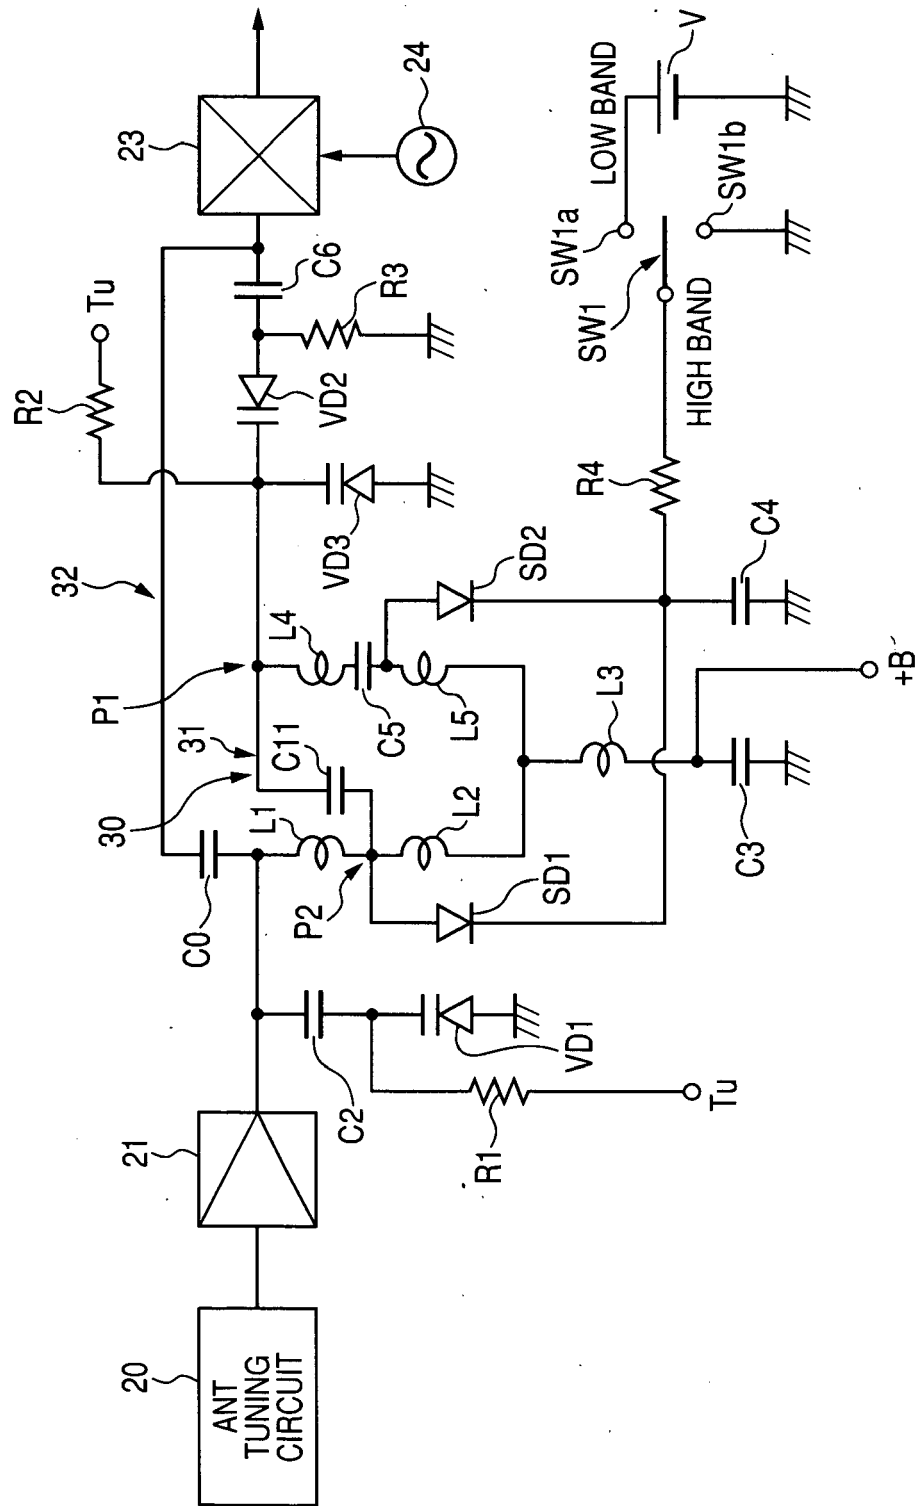 20
ANT
TUNING
CIRCUIT
21
C2
VD1
R1
Tu
C0
30
31
32
P1
P2
L1
C11
L2
SD1
L4
C5
L5
SD2
L3
C3
+B
C4
R4
R2
Tu
VD3
VD2
R3
C6
23
24
HIGH BAND
SW1
SW1a
SW1b
LOW BAND
V